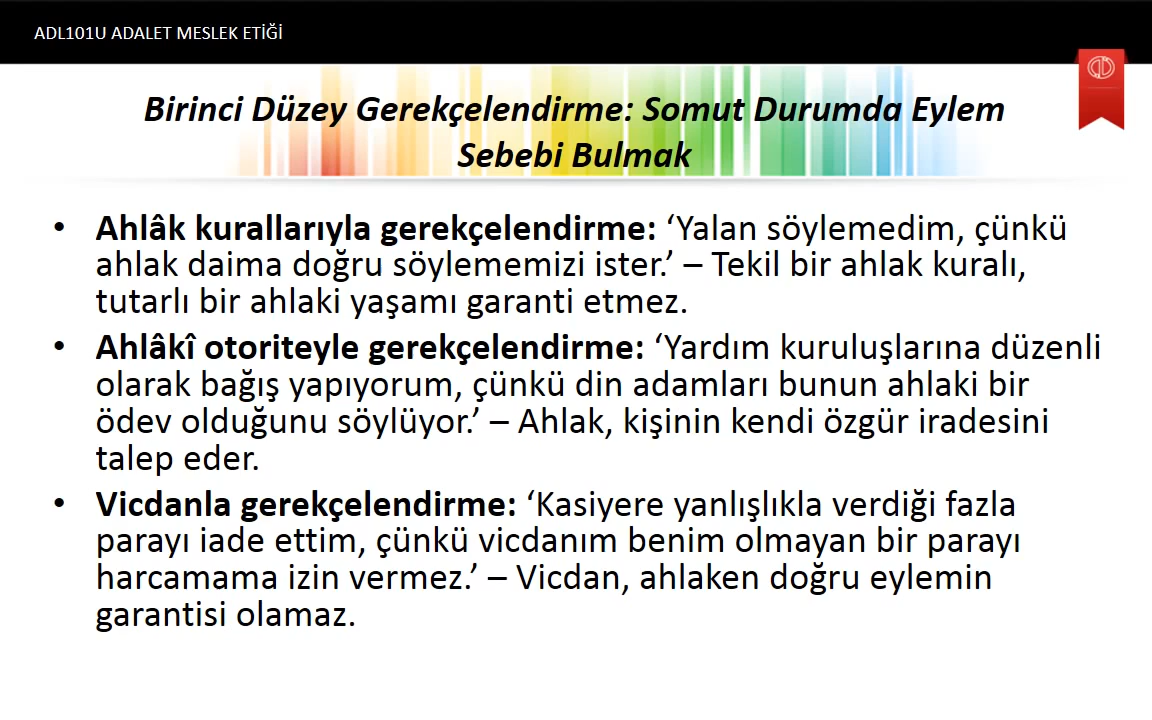 ADL101U ADALET MESLEK ETİĞİ
Birinci Düzey Gerekçelendirme: Somut Durumda Eylem
Sebebi Bulmak
• Ahlâk kurallarıyla gerekçelendirme: ‘Yalan söylemedim, çünkü
ahlak daima doğru söylememizi ister.’ – Tekil bir ahlak kuralı,
tutarlı bir ahlaki yaşamı garanti etmez.
• Ahlâkî otoriteyle gerekçelendirme: ‘Yardım kuruluşlarına düzenli
olarak bağış yapıyorum, çünkü din adamları bunun ahlaki bir
ödev olduğunu söylüyor.’ – Ahlak, kişinin kendi özgür iradesini
talep eder.
• Vicdanla gerekçelendirme: ‘Kasiyere yanlışlıkla verdiği fazla
parayı iade ettim, çünkü vicdanım benim olmayan bir parayı
harcamama izin vermez.’ – Vicdan, ahlaken doğru eylemin
garantisi olamaz.